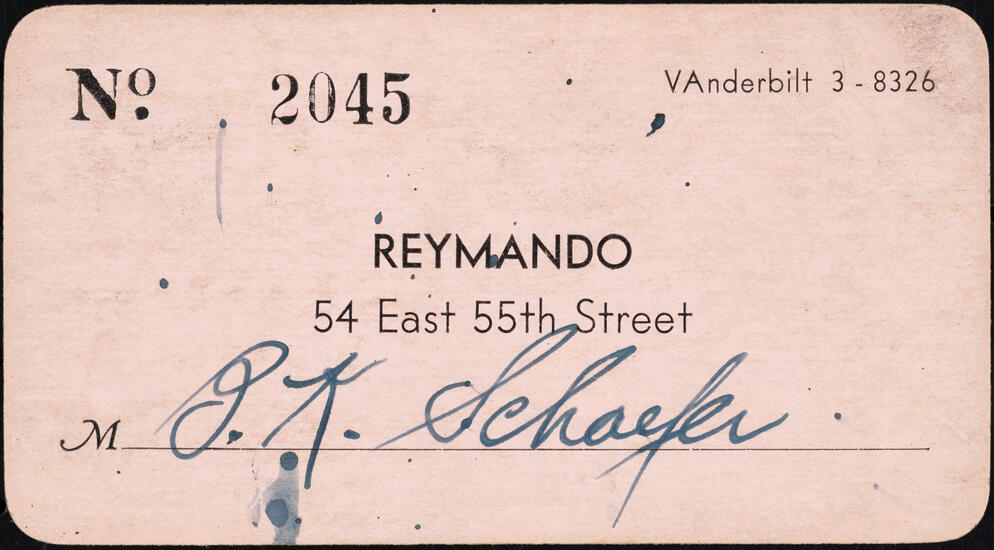 Nº 2045 VAnderbilt 3 - 8326
REYMANDO
54 East 55th Street
M K. Schaefer